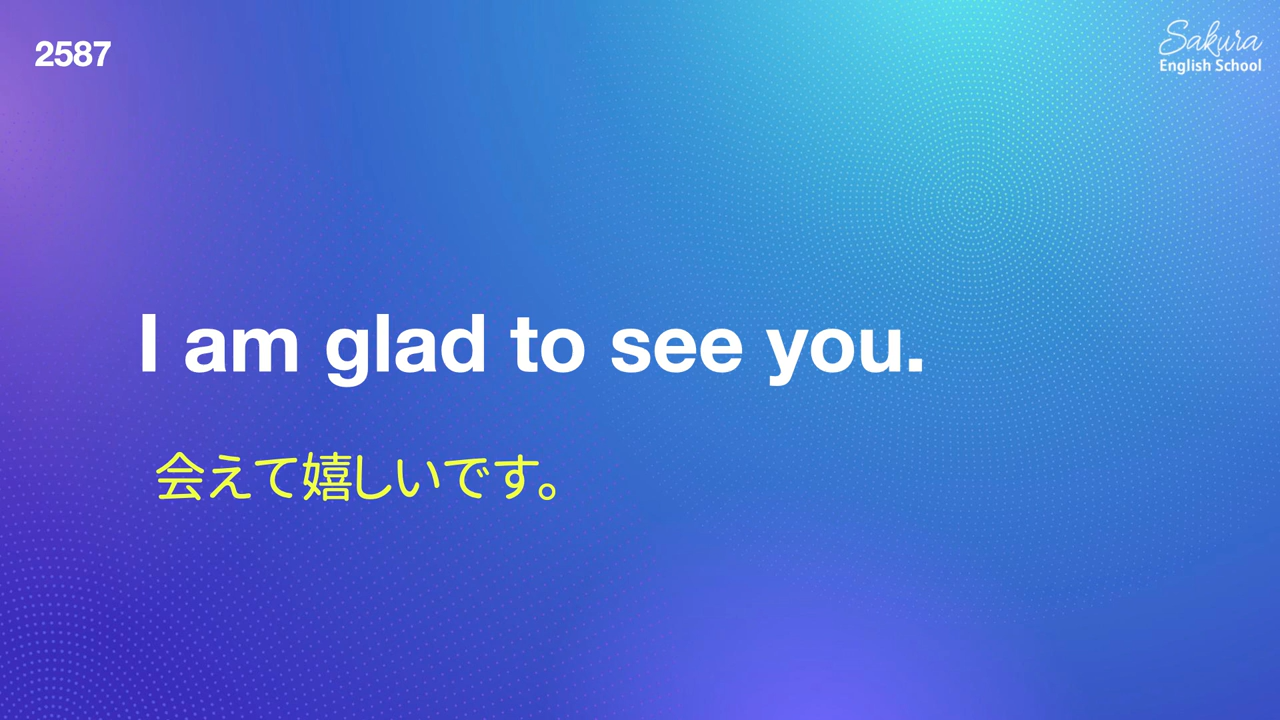 2587
Sakura
English School
I am glad to see you.
会えて嬉しいです。